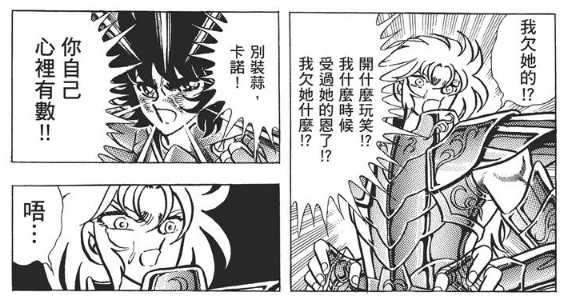 我欠她的!?
開什麼玩笑!?
我什麼時候
受過她的恩了!?
我欠她什麼!?
別裝蒜，
卡諾！
你自己
心裡有數!!
唔…